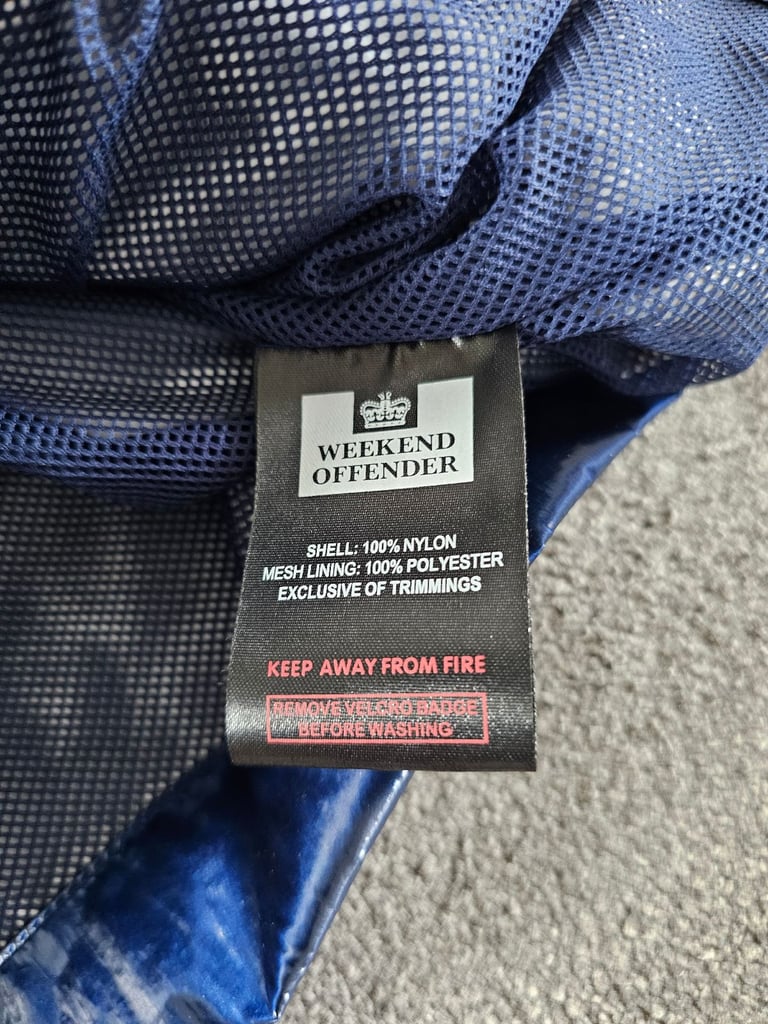 WEEKEND
OFFENDER
SHELL: 100% NYLON
MESH LINING: 100% POLYESTER
EXCLUSIVE OF TRIMMINGS
KEEP AWAY FROM FIRE
REMOVE VELCRO BADGE
BEFORE WASHING